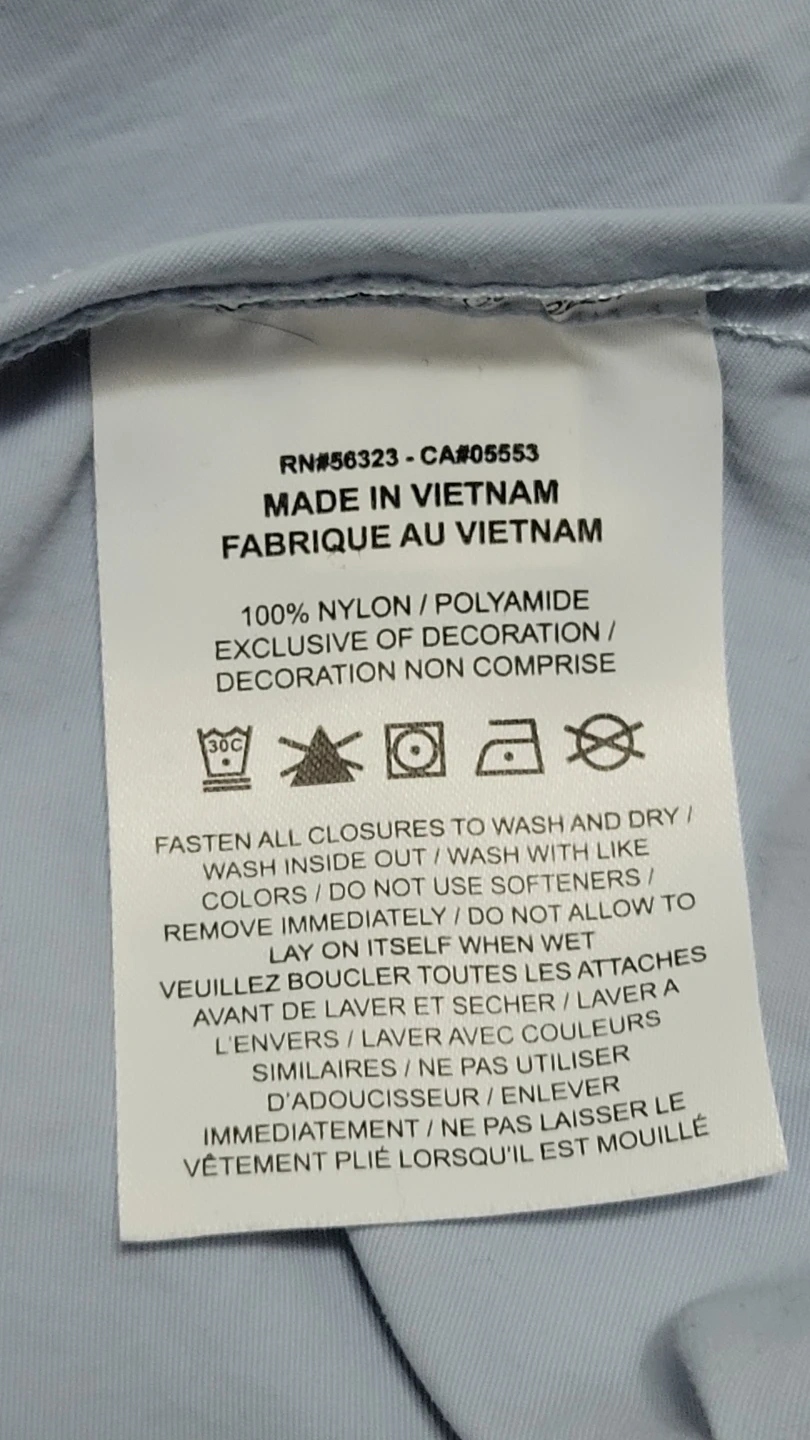 RN#56323 - CA#05553
MADE IN VIETNAM
FABRIQUE AU VIETNAM
100% NYLON / POLYAMIDE
EXCLUSIVE OF DECORATION /
DECORATION NON COMPRISE
30C
FASTEN ALL CLOSURES TO WASH AND DRY /
WASH INSIDE OUT / WASH WITH LIKE
COLORS / DO NOT USE SOFTENERS /
REMOVE IMMEDIATELY / DO NOT ALLOW TO
LAY ON ITSELF WHEN WET
VEUILLEZ BOUCLER TOUTES LES ATTACHES
AVANT DE LAVER ET SECHER / LAVER A
L'ENVERS / LAVER AVEC COULEURS
SIMILAIRES / NE PAS UTILISER
D'ADOUCISSEUR / ENLEVER
IMMEDIATEMENT / NE PAS LAISSER LE
VÊTEMENT PLIÉ LORSQU'IL EST MOUILLÉ